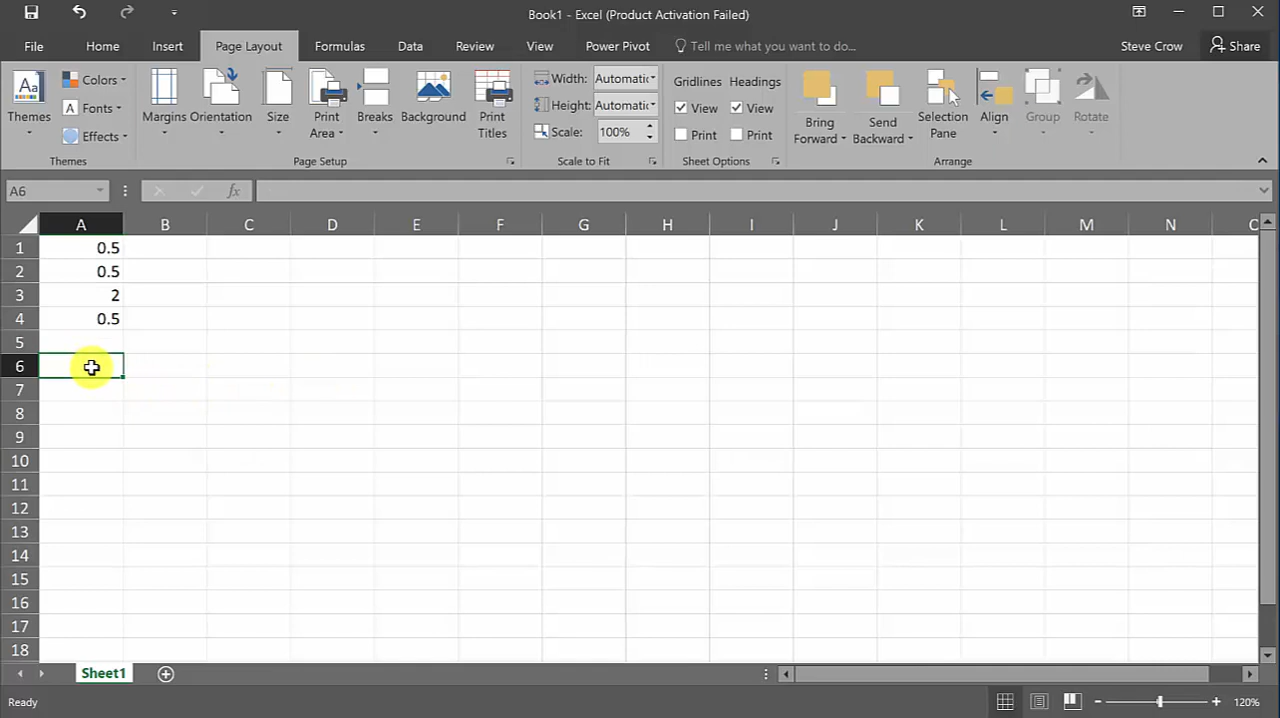 Book1 - Excel (Product Activation Failed)
File Home Insert Page Layout Formulas Data Review View Power Pivot Tell me what you want to do... Steve Crow Share
Themes
Colors
Fonts
Effects
Themes
Margins Orientation Size Print Area Breaks Background Print Titles
Page Setup
Width: Automatic
Height: Automatic
Scale: 100%
Scale to Fit
Gridlines Headings
View View
Print Print
Sheet Options
Bring Forward Send Backward Selection Pane Align Group Rotate
Arrange
A6 fx
A B C D E F G H I J K L M N O
1 0.5
2 0.5
3 2
4 0.5
5
6
7
8
9
10
11
12
13
14
15
16
17
18
Sheet1
Ready 120%